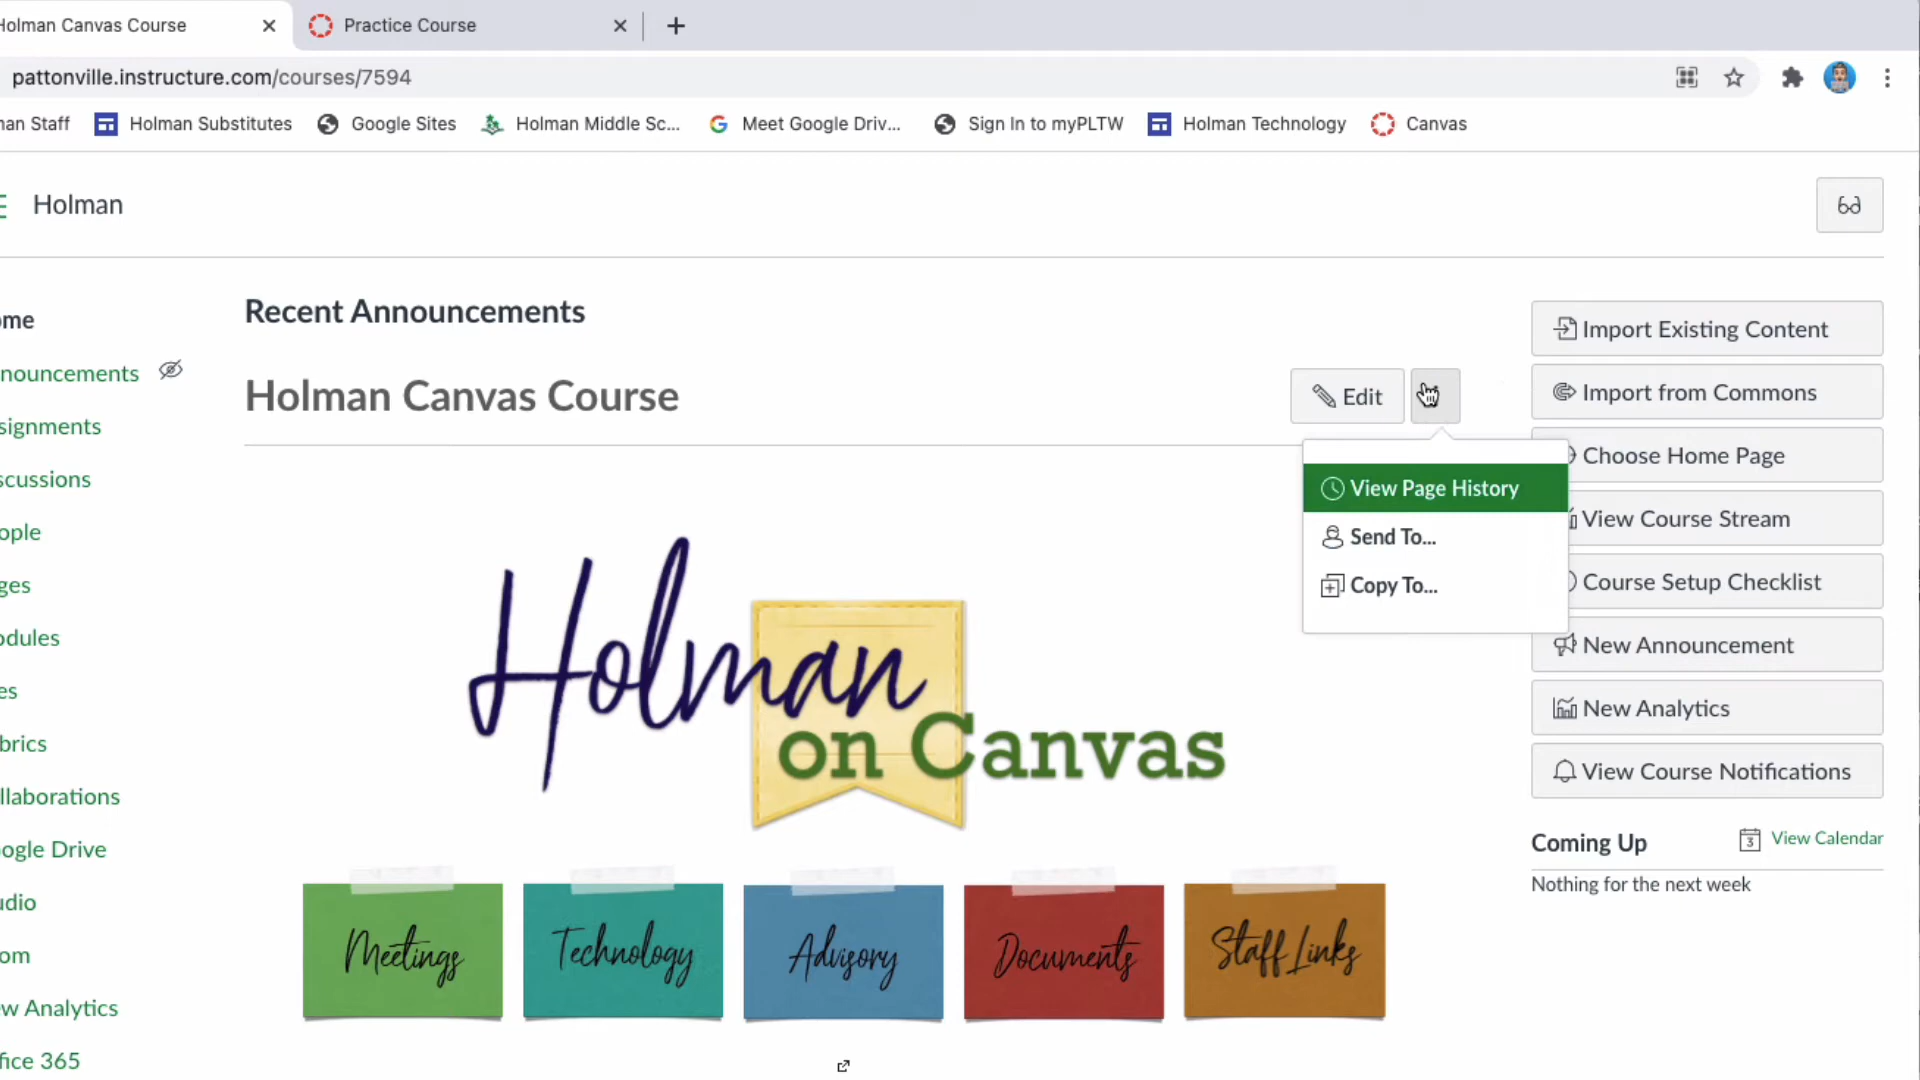 Holman Canvas Course
Practice Course
pattonville.instructure.com/courses/7594
Staff
Holman Substitutes
Google Sites
Holman Middle Sc...
Meet Google Driv...
Sign In to myPLTW
Holman Technology
Canvas
Holman
ome
nouncements
signments
scussions
ople
ges
odules
es
brics
llaborations
ogle Drive
udio
om
w Analytics
fice 365
Recent Announcements
Holman Canvas Course
Edit
View Page History
Send To...
Copy To...
Holman
on Canvas
Meetings
Technology
Advisory
Documents
Staff Links
Import Existing Content
Import from Commons
Choose Home Page
View Course Stream
Course Setup Checklist
New Announcement
New Analytics
View Course Notifications
Coming Up
3
View Calendar
Nothing for the next week